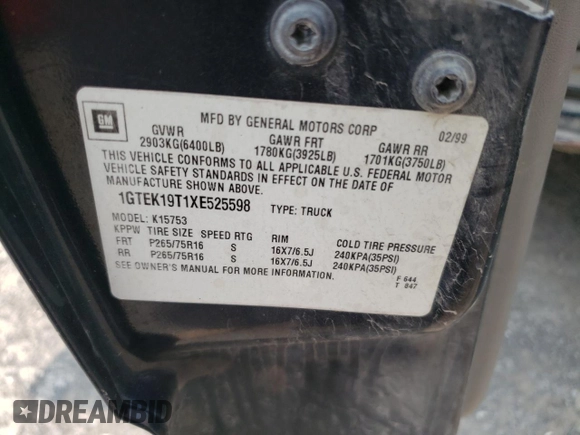 GM
MFD BY GENERAL MOTORS CORP 02/99
GVWR GAWR FRT GAWR RR
2903KG(6400LB) 1780KG(3925LB) 1701KG(3750LB)
THIS VEHICLE CONFORMS TO ALL APPLICABLE U.S. FEDERAL MOTOR
VEHICLE SAFETY STANDARDS IN EFFECT ON THE DATE OF
MANUFACTURE SHOWN ABOVE.
1GTEK19T1XE525598 TYPE: TRUCK
MODEL: K15753
KPPW TIRE SIZE SPEED RTG RIM COLD TIRE PRESSURE
FRT P265/75R16 S 16X7/6.5J 240KPA(35PSI)
RR P265/75R16 S 16X7/6.5J 240KPA(35PSI)
SEE OWNER'S MANUAL FOR MORE INFORMATION.
F 644
T 847
DREAMBID